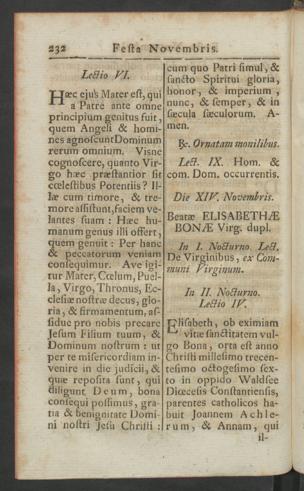 232 Festa Novembris.
Lectio VI.
Hæc ejus Mater est, qui
a Patre ante omne
principium genitus fuit,
quem Angeli & homi-
nes agnoscunt Dominum
rerum omnium. Visne
cognoscere, quanto Vir-
go hæc præstantior sit
cœlestibus Potentiis? Il-
læ cum timore, & tre-
more assistunt, faciem ve-
lantes suam: Hæc hu-
manum genus illi offert,
quem genuit: Per hanc
& peccatorum veniam
consequimur. Ave igi-
tur Mater, Cœlum, Puel-
la, Virgo, Thronus, Ec-
clesiæ nostræ decus, glo-
ria, & firmamentum, as-
sidue pro nobis precare
Jesum Filium tuum, &
Dominum nostrum: ut
per te misericordiam in-
venire in die judicii, &
quæ reposita sunt, qui
diligunt Deum, bona
consequi possimus, gra-
tia & benignitate Domi-
ni nostri Jesu Christi:
cum quo Patri simul, &
sancto Spiritui gloria,
honor, & imperium,
nunc, & semper, & in
sæcula sæculorum. A-
men.
℟. Ornatam monilibus.
Lect. IX. Hom. &
com. Dom. occurrentis.
Die XIV. Novembris.
Beatæ ELISABETHÆ
BONÆ Virg. dupl.
In I. Nocturno. Lect.
De Virginibus, ex Com-
muni Virginum.
In II. Nocturno.
Lectio IV.
Elisabeth, ob eximiam
vitæ sanctitatem vul-
go Bona, orta est anno
Christi millesimo trecen-
tesimo octogesimo sex-
to in oppido Waldsee
Diœcesis Constantiensis,
parentes catholicos ha-
buit Joannem Achle-
rum, & Annam, qui
il-